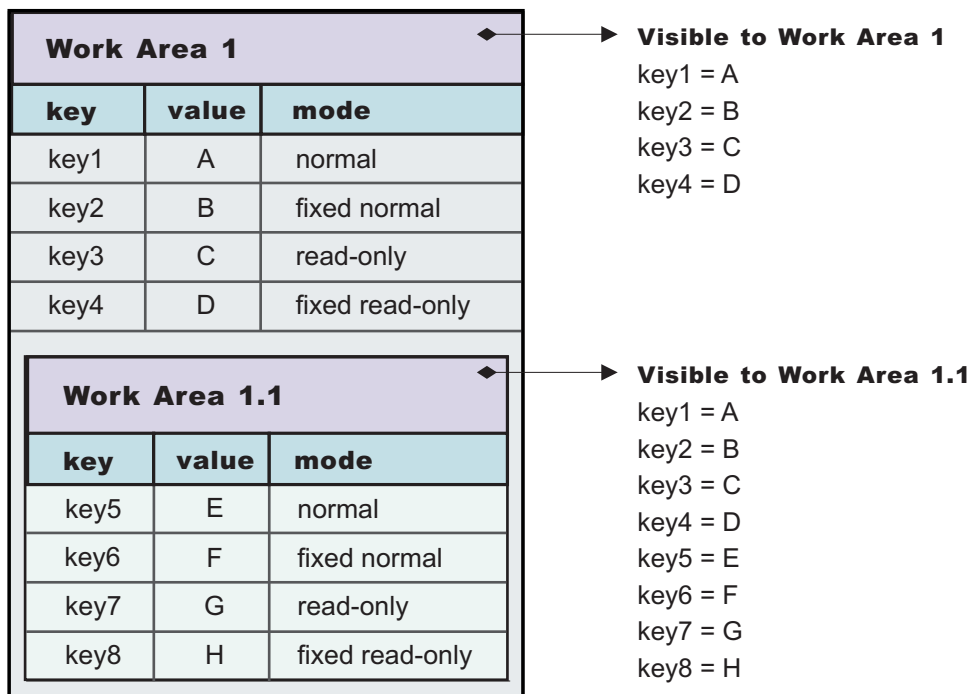 Work Area 1
key value mode
key1 A normal
key2 B fixed normal
key3 C read-only
key4 D fixed read-only
Visible to Work Area 1
key1 = A
key2 = B
key3 = C
key4 = D
Work Area 1.1
key value mode
key5 E normal
key6 F fixed normal
key7 G read-only
key8 H fixed read-only
Visible to Work Area 1.1
key1 = A
key2 = B
key3 = C
key4 = D
key5 = E
key6 = F
key7 = G
key8 = H